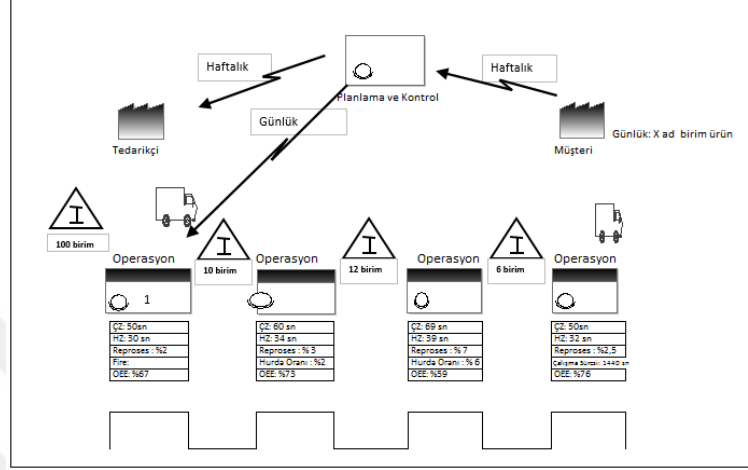 Haftalık
Haftalık
Planlama ve Kontrol
Günlük
Tedarikçi
Müşteri
Günlük: X ad birim ürün
100 birim
10 birim
12 birim
6 birim
Operasyon
1
ÇZ: 50sn
HZ: 30 sn
Reproses : %2
Fire:
OEE: %67
Operasyon
ÇZ: 60 sn
HZ: 34 sn
Reproses : % 3
Hurda Oranı : %2
OEE: %73
Operasyon
ÇZ: 69 sn
HZ: 39 sn
Reproses : % 7
Hurda Oranı : % 6
OEE: %59
Operasyon
ÇZ: 50sn
HZ: 32 sn
Reproses : %2,5
Çalışma Süresi: 1440 sn
OEE: %76